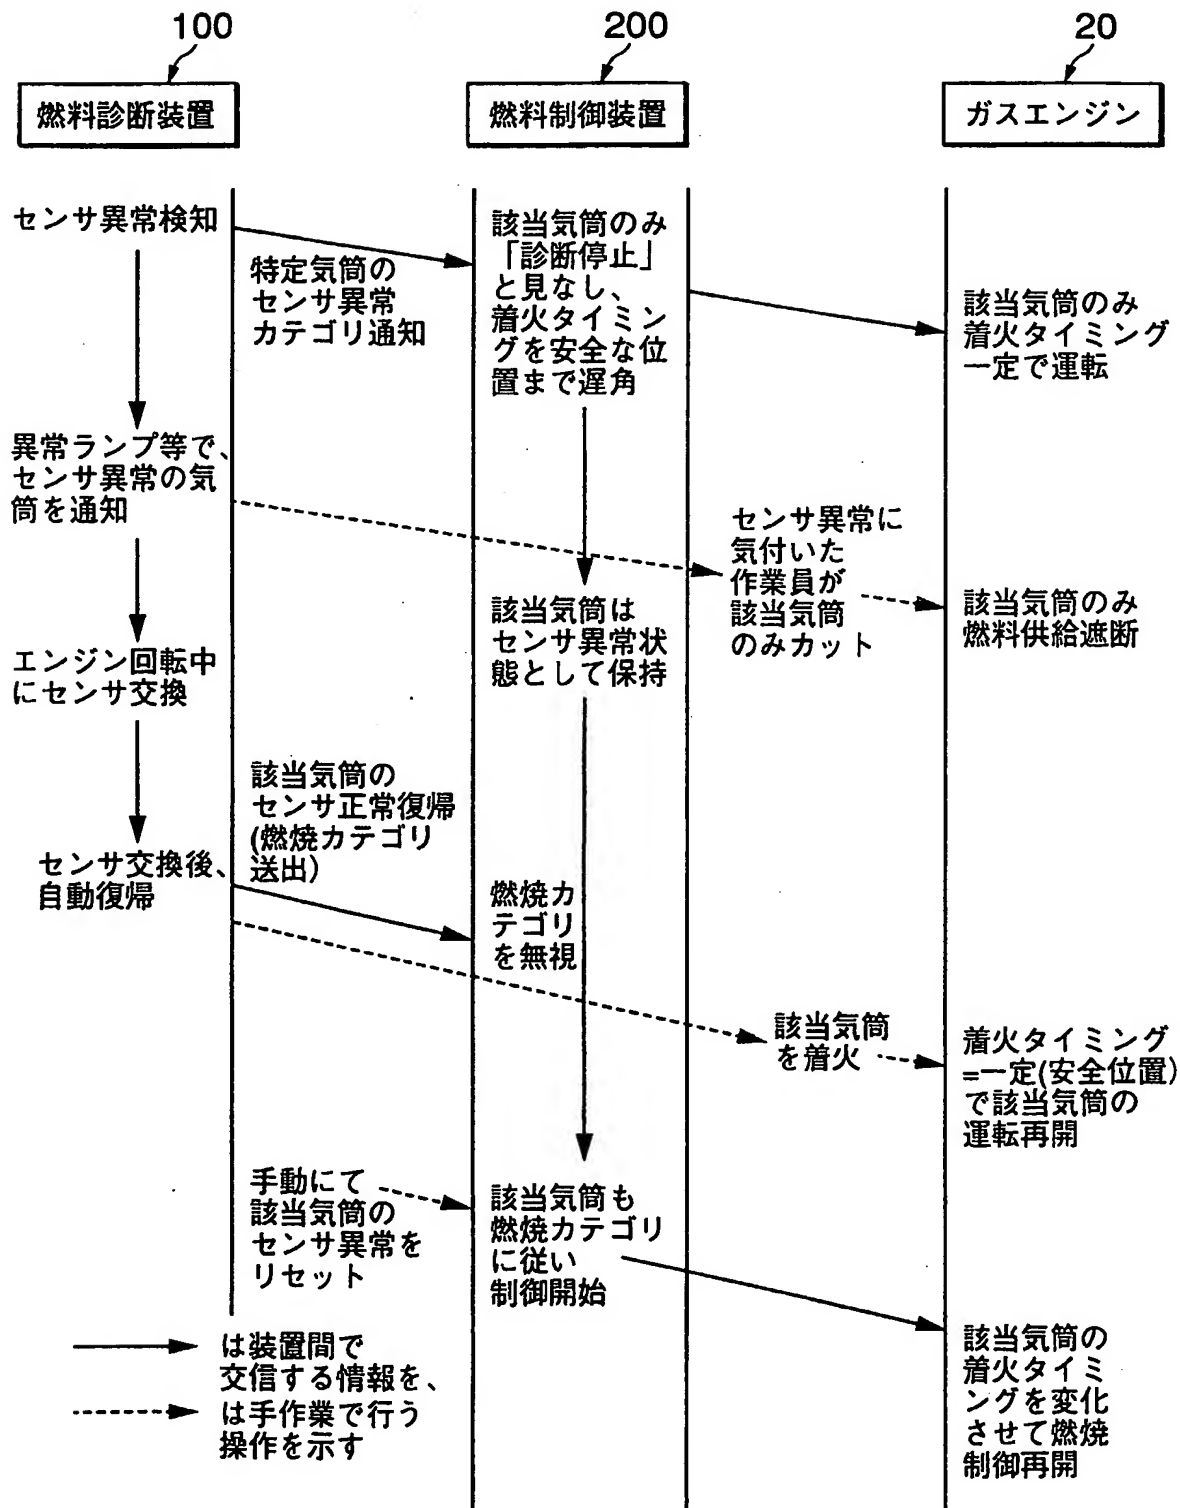 100
200
20
燃料診断装置
燃料制御装置
ガスエンジン
センサ異常検知
特定気筒の
センサ異常
カテゴリ通知
該当気筒のみ
「診断停止」
と見なし、
着火タイミン
グを安全な位
置まで遅角
該当気筒のみ
着火タイミング
一定で運転
異常ランプ等で、
センサ異常の気
筒を通知
センサ異常に
気付いた
作業員が
該当気筒
のみカット
該当気筒のみ
燃料供給遮断
該当気筒は
センサ異常状
態として保持
エンジン回転中
にセンサ交換
該当気筒の
センサ正常復帰
(燃焼カテゴリ
送出)
センサ交換後、
自動復帰
燃焼カ
テゴリ
を無視
該当気筒
を着火
着火タイミング
=一定(安全位置)
で該当気筒の
運転再開
手動にて
該当気筒の
センサ異常を
リセット
該当気筒も
燃焼カテゴリ
に従い
制御開始
該当気筒の
着火タイミ
ングを変化
させて燃焼
制御再開
は装置間で
交信する情報を、
は手作業で行う
操作を示す